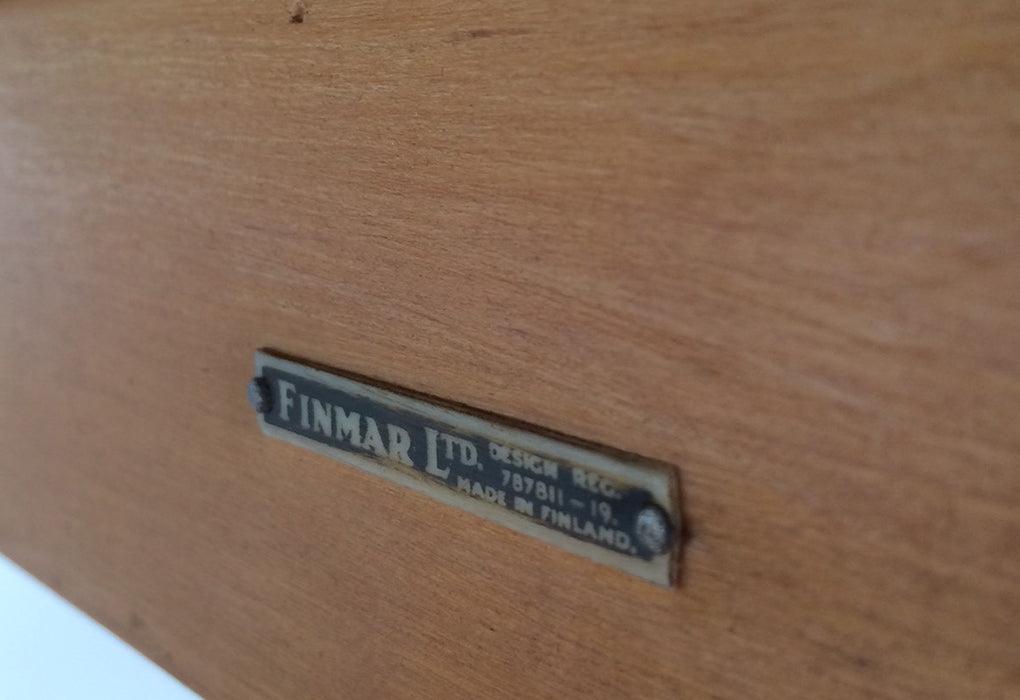 FINMAR LTD.
DESIGN REG.
787811-19.
MADE IN FINLAND.